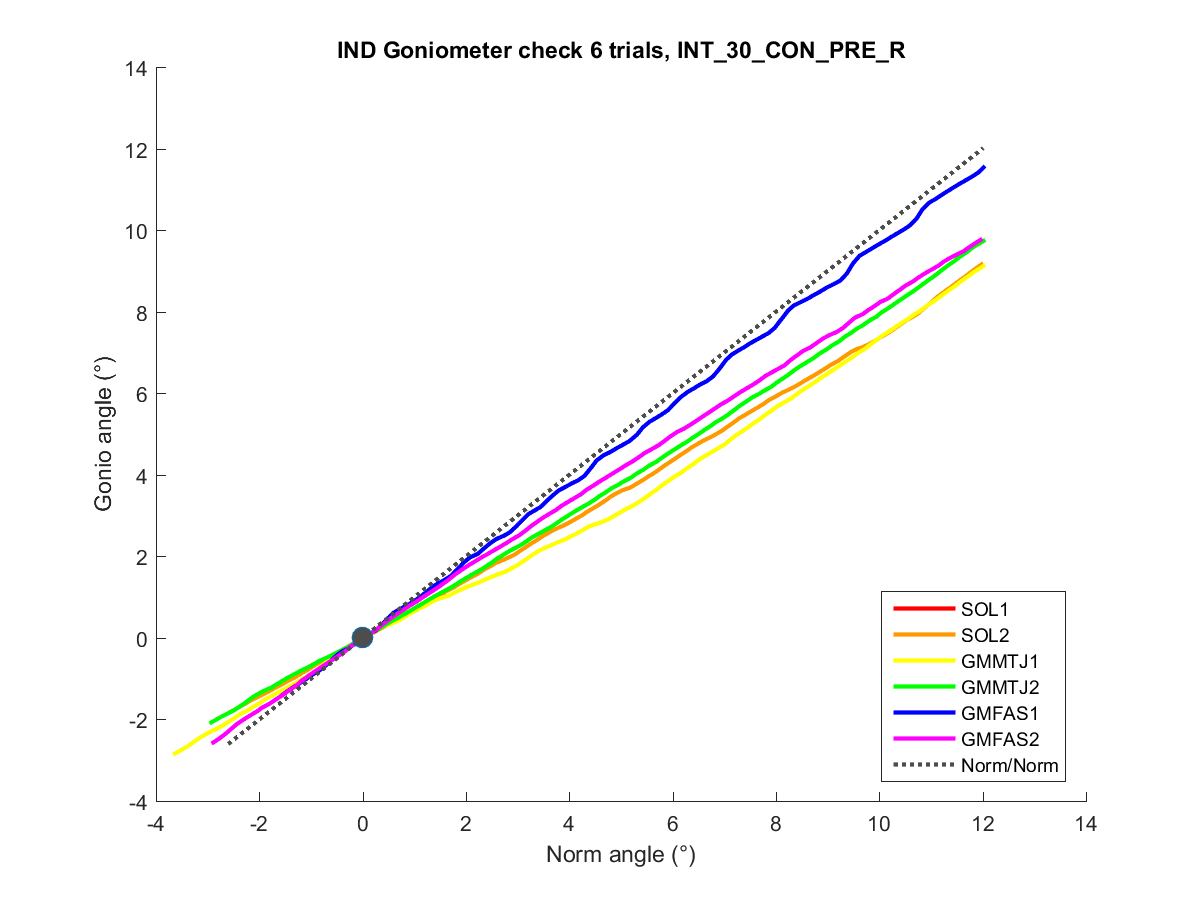 IND Goniometer check 6 trials, INT_30_CON_PRE_R
14
12
10
8
6
4
2
0
-2
-4
Gonio angle (°)
-4 -2 0 2 4 6 8 10 12 14
Norm angle (°)
SOL1
SOL2
GMMTJ1
GMMTJ2
GMFAS1
GMFAS2
Norm/Norm